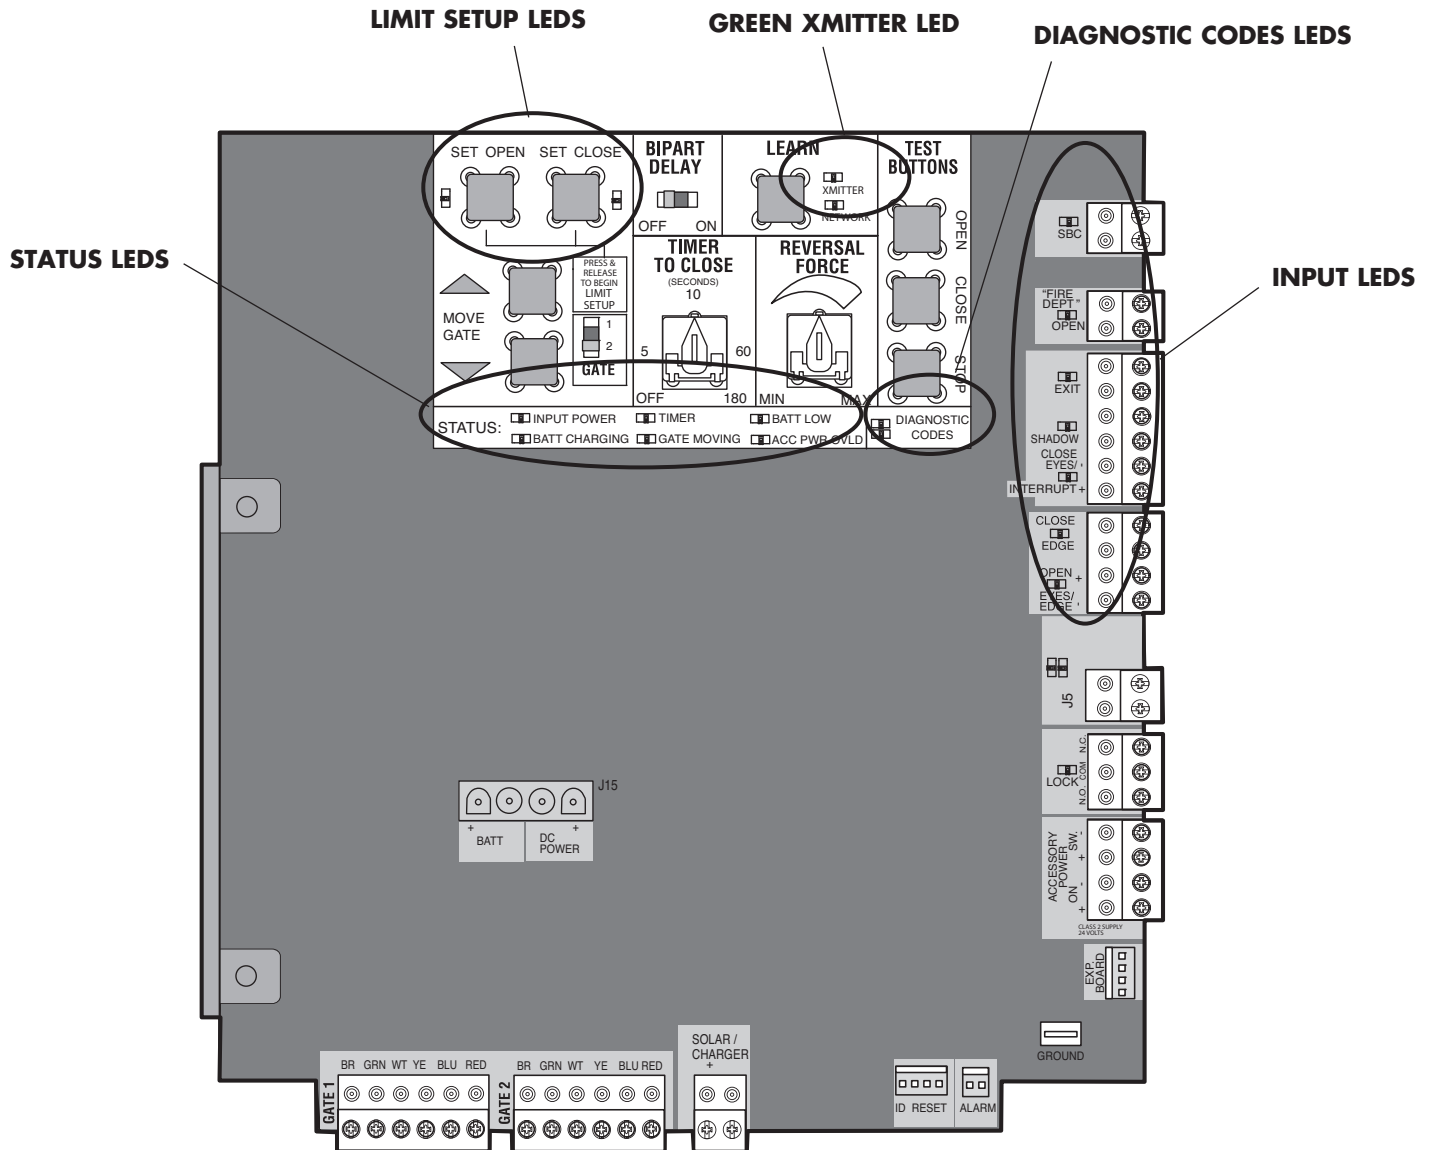 LIMIT SETUP LEDS
GREEN XMITTER LED
DIAGNOSTIC CODES LEDS
STATUS LEDS
INPUT LEDS
SET OPEN SET CLOSE
BIPART
DELAY
OFF ON
LEARN
XMITTER
NETWORK
TEST
BUTTONS
OPEN
CLOSE
STOP
MOVE
GATE
PRESS &
RELEASE
TO BEGIN
LIMIT
SETUP
1
2
GATE
TIMER
TO CLOSE
(SECONDS)
10
5 60
OFF 180
REVERSAL
FORCE
MIN MAX
STATUS:
INPUT POWER TIMER BATT LOW
BATT CHARGING GATE MOVING ACC PWR OVLD
DIAGNOSTIC
CODES
SBC
"FIRE
DEPT"
OPEN
EXIT
SHADOW
CLOSE
EYES/ -
INTERRUPT +
CLOSE
EDGE
OPEN +
EYES/
EDGE -
J5
N.C.
COM
N.O.
LOCK
ACCESSORY
POWER
SW. - +
ON - +
CLASS 2 SUPPLY
24 VOLTS
EXP.
BOARD
GROUND
J15
+ +
BATT
DC
POWER
GATE 1
BR GRN WT YE BLU RED
GATE 2
BR GRN WT YE BLU RED
SOLAR /
CHARGER
+
ID RESET
ALARM